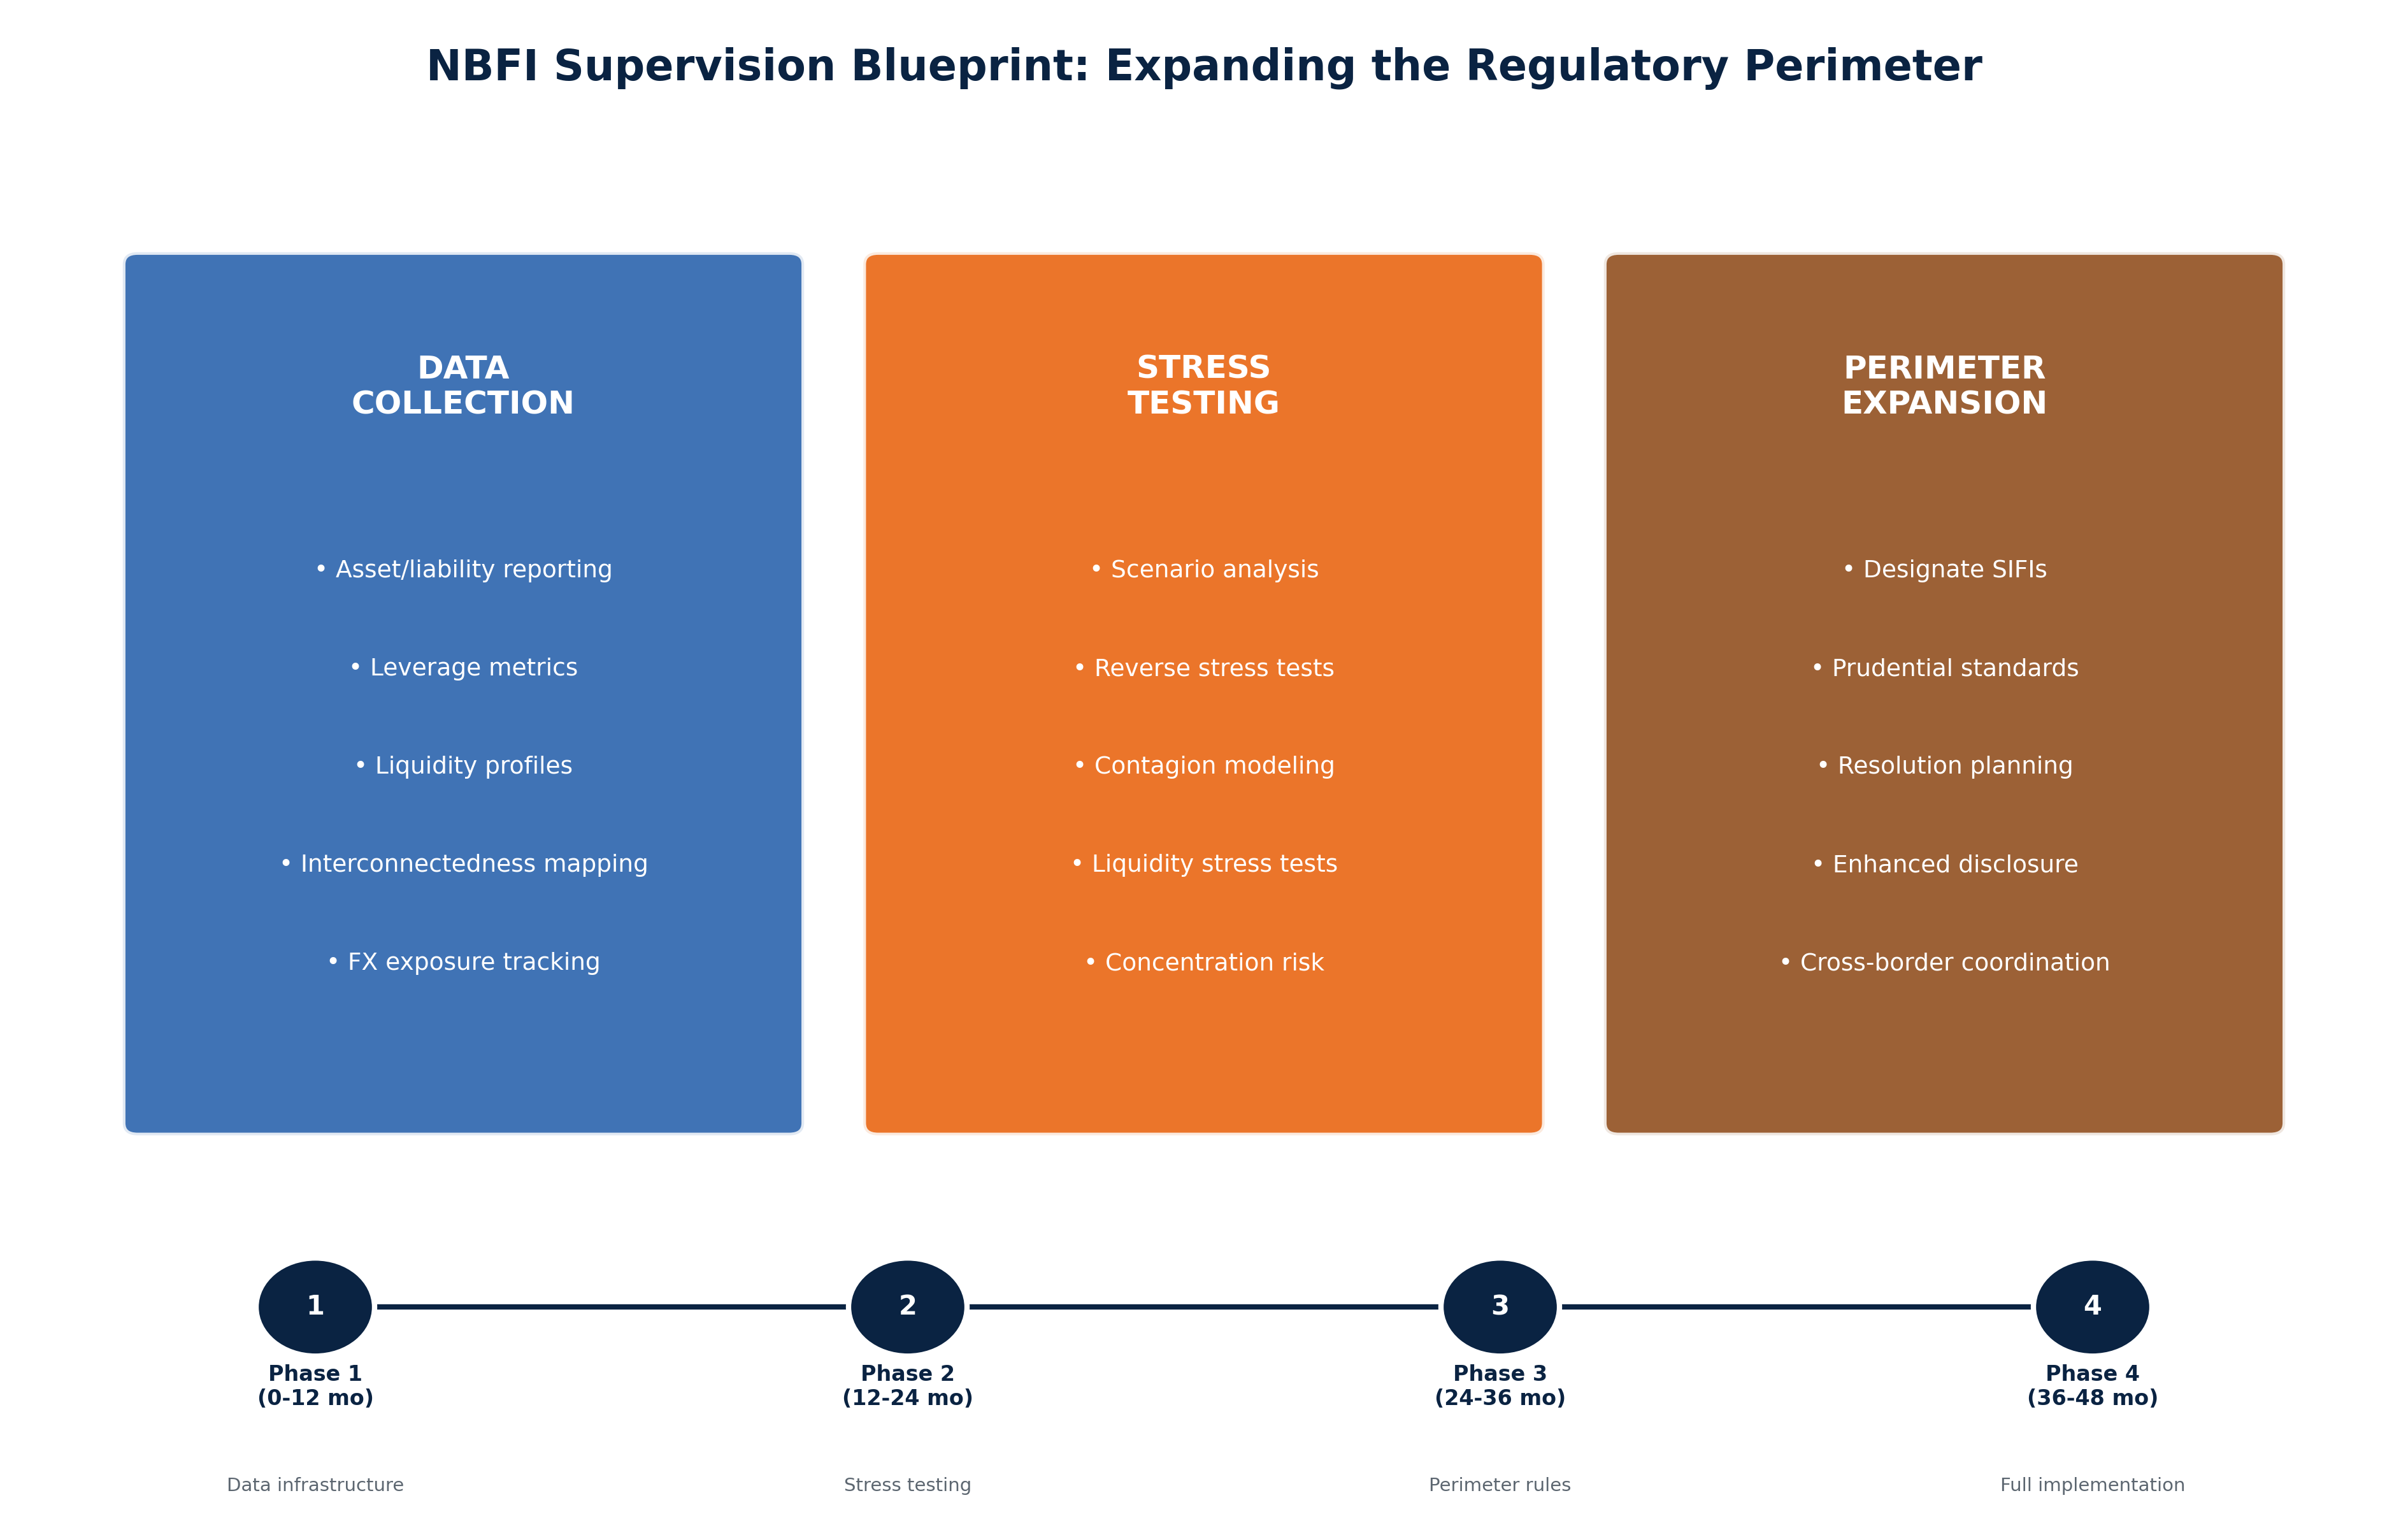 NBFI Supervision Blueprint: Expanding the Regulatory Perimeter
DATA
COLLECTION
• Asset/liability reporting
• Leverage metrics
• Liquidity profiles
• Interconnectedness mapping
• FX exposure tracking
STRESS
TESTING
• Scenario analysis
• Reverse stress tests
• Contagion modeling
• Liquidity stress tests
• Concentration risk
PERIMETER
EXPANSION
• Designate SIFIs
• Prudential standards
• Resolution planning
• Enhanced disclosure
• Cross-border coordination
1
Phase 1
(0-12 mo)
Data infrastructure
2
Phase 2
(12-24 mo)
Stress testing
3
Phase 3
(24-36 mo)
Perimeter rules
4
Phase 4
(36-48 mo)
Full implementation